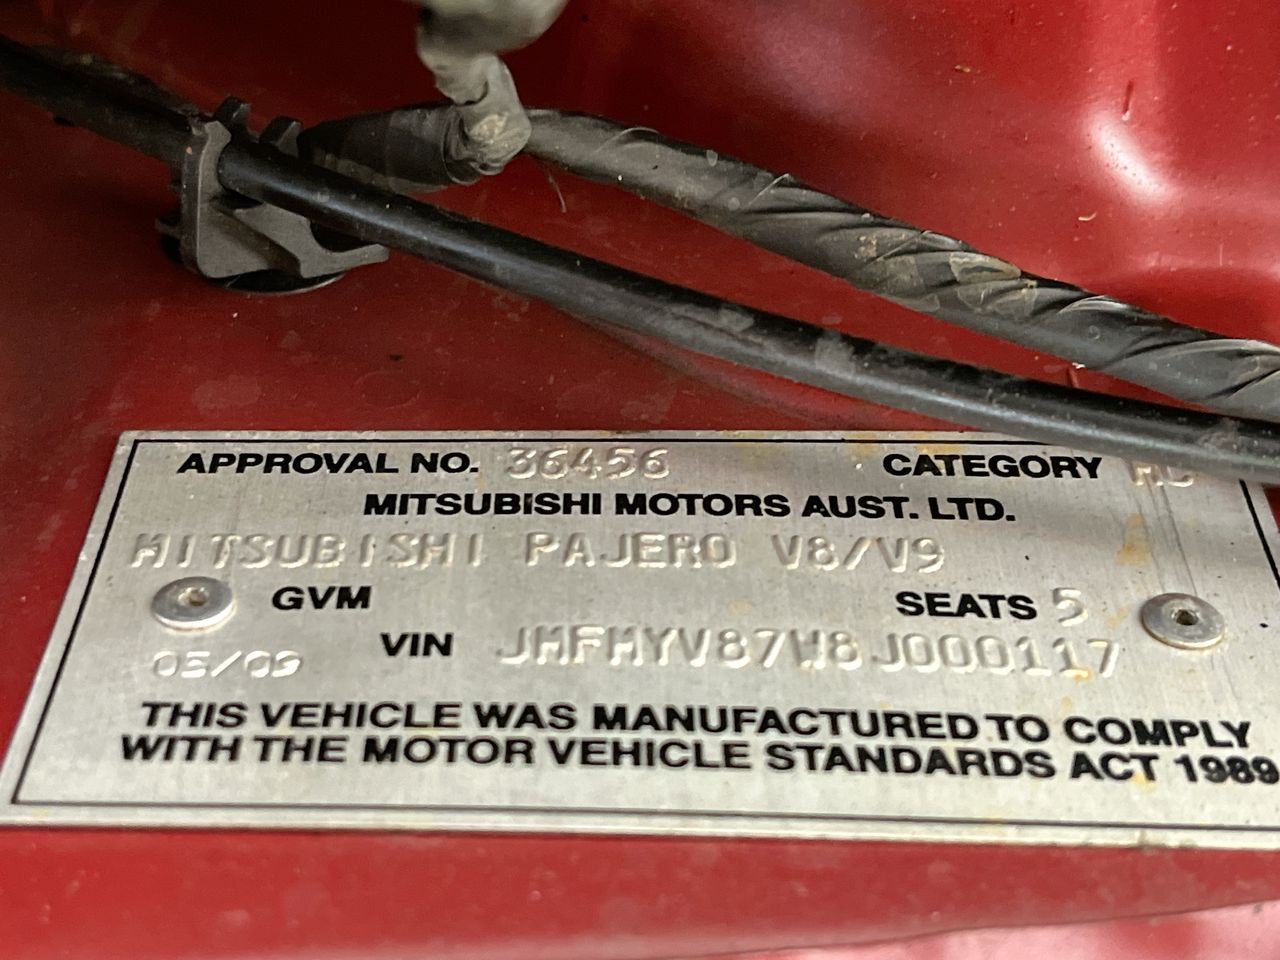 APPROVAL NO. 36456 CATEGORY MC
MITSUBISHI MOTORS AUST. LTD.
MITSUBISHI PAJERO V8/V9
GVM SEATS 5
05/09 VIN JMFMYV87W8J000117
THIS VEHICLE WAS MANUFACTURED TO COMPLY
WITH THE MOTOR VEHICLE STANDARDS ACT 1989